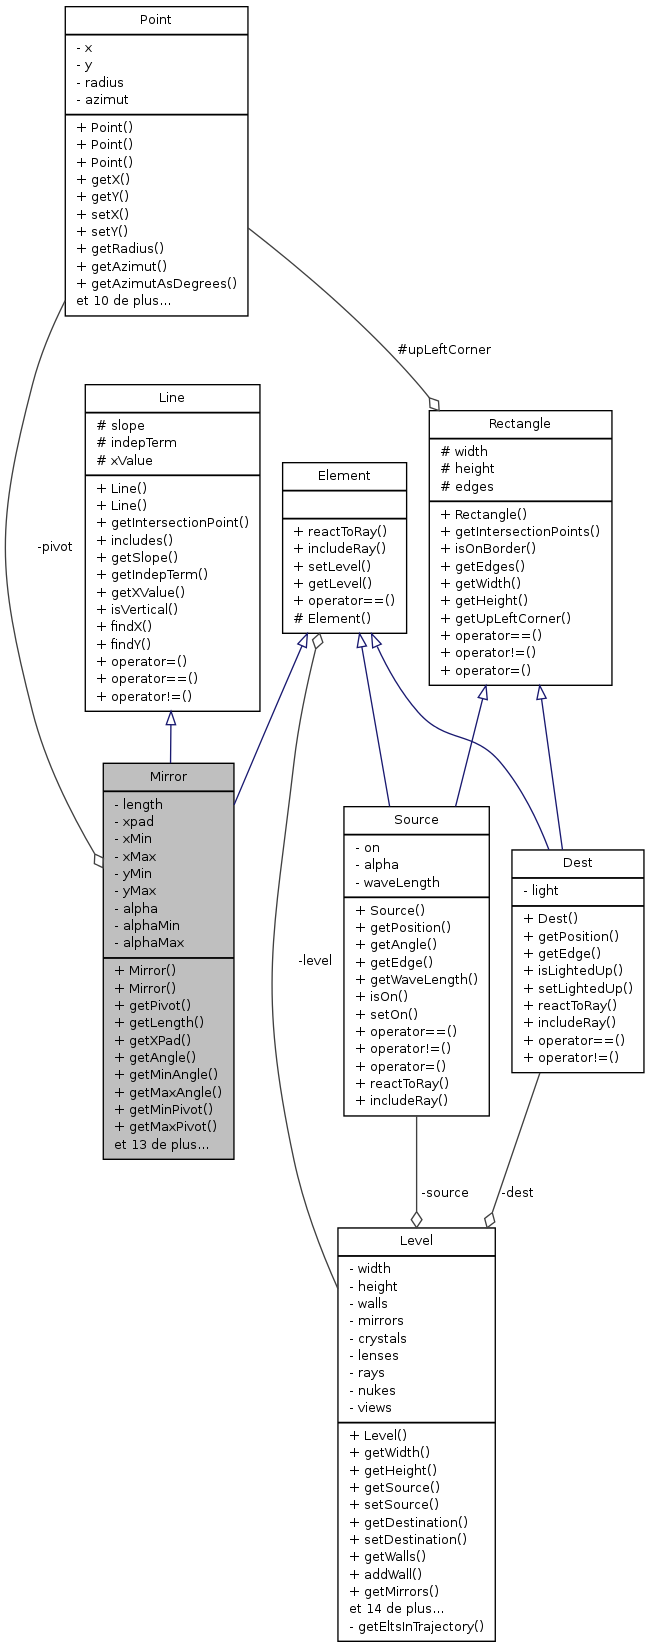 Point
- x
- y
- radius
- azimut
+ Point()
+ Point()
+ Point()
+ getX()
+ getY()
+ setX()
+ setY()
+ getRadius()
+ getAzimut()
+ getAzimutAsDegrees()
et 10 de plus...
#upLeftCorner
-pivot
Line
# slope
# indepTerm
# xValue
+ Line()
+ Line()
+ getIntersectionPoint()
+ includes()
+ getSlope()
+ getIndepTerm()
+ getXValue()
+ isVertical()
+ findX()
+ findY()
+ operator=()
+ operator==()
+ operator!=()
Element
+ reactToRay()
+ includeRay()
+ setLevel()
+ getLevel()
+ operator==()
# Element()
Rectangle
# width
# height
# edges
+ Rectangle()
+ getIntersectionPoints()
+ isOnBorder()
+ getEdges()
+ getWidth()
+ getHeight()
+ getUpLeftCorner()
+ operator==()
+ operator!=()
+ operator=()
Mirror
- length
- xpad
- xMin
- xMax
- yMin
- yMax
- alpha
- alphaMin
- alphaMax
+ Mirror()
+ Mirror()
+ getPivot()
+ getLength()
+ getXPad()
+ getAngle()
+ getMinAngle()
+ getMaxAngle()
+ getMinPivot()
+ getMaxPivot()
et 13 de plus...
-level
Source
- on
- alpha
- waveLength
+ Source()
+ getPosition()
+ getAngle()
+ getEdge()
+ getWaveLength()
+ isOn()
+ setOn()
+ operator==()
+ operator!=()
+ operator=()
+ reactToRay()
+ includeRay()
Dest
- light
+ Dest()
+ getPosition()
+ getEdge()
+ isLightedUp()
+ setLightedUp()
+ reactToRay()
+ includeRay()
+ operator==()
+ operator!=()
-source
-dest
Level
- width
- height
- walls
- mirrors
- crystals
- lenses
- rays
- nukes
- views
+ Level()
+ getWidth()
+ getHeight()
+ getSource()
+ setSource()
+ getDestination()
+ setDestination()
+ getWalls()
+ addWall()
+ getMirrors()
et 14 de plus...
- getEltsInTrajectory()